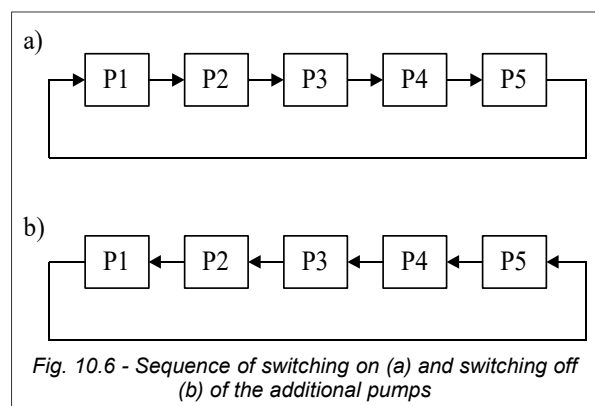 a)
P1 P2 P3 P4 P5
b)
P1 P2 P3 P4 P5
Fig. 10.6 - Sequence of switching on (a) and switching off
(b) of the additional pumps